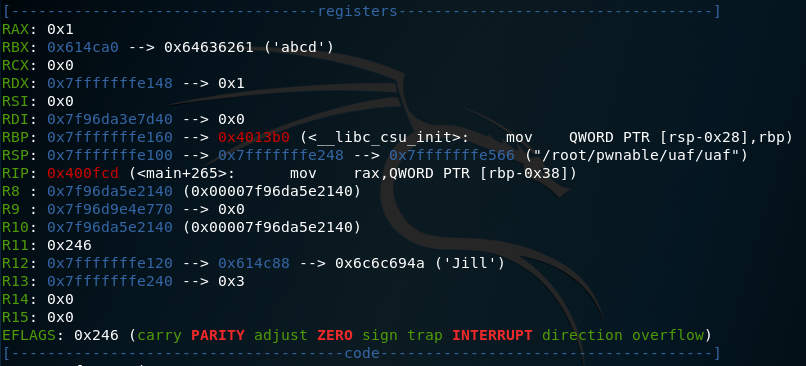 [----------------------------------registers-----------------------------------]
RAX: 0x1
RBX: 0x614ca0 --> 0x64636261 ('abcd')
RCX: 0x0
RDX: 0x7fffffffe148 --> 0x1
RSI: 0x0
RDI: 0x7f96da3e7d40 --> 0x0
RBP: 0x7fffffffe160 --> 0x4013b0 (<__libc_csu_init>:    mov    QWORD PTR [rsp-0x28],rbp)
RSP: 0x7fffffffe100 --> 0x7fffffffe248 --> 0x7fffffffe566 ("/root/pwnable/uaf/uaf")
RIP: 0x400fcd (<main+265>:      mov    rax,QWORD PTR [rbp-0x38])
R8 : 0x7f96da5e2140 (0x00007f96da5e2140)
R9 : 0x7f96d9e4e770 --> 0x0
R10: 0x7f96da5e2140 (0x00007f96da5e2140)
R11: 0x246
R12: 0x7fffffffe120 --> 0x614c88 --> 0x6c6c694a ('Jill')
R13: 0x7fffffffe240 --> 0x3
R14: 0x0
R15: 0x0
EFLAGS: 0x246 (carry PARITY adjust ZERO sign trap INTERRUPT direction overflow)
[-------------------------------------code-------------------------------------]